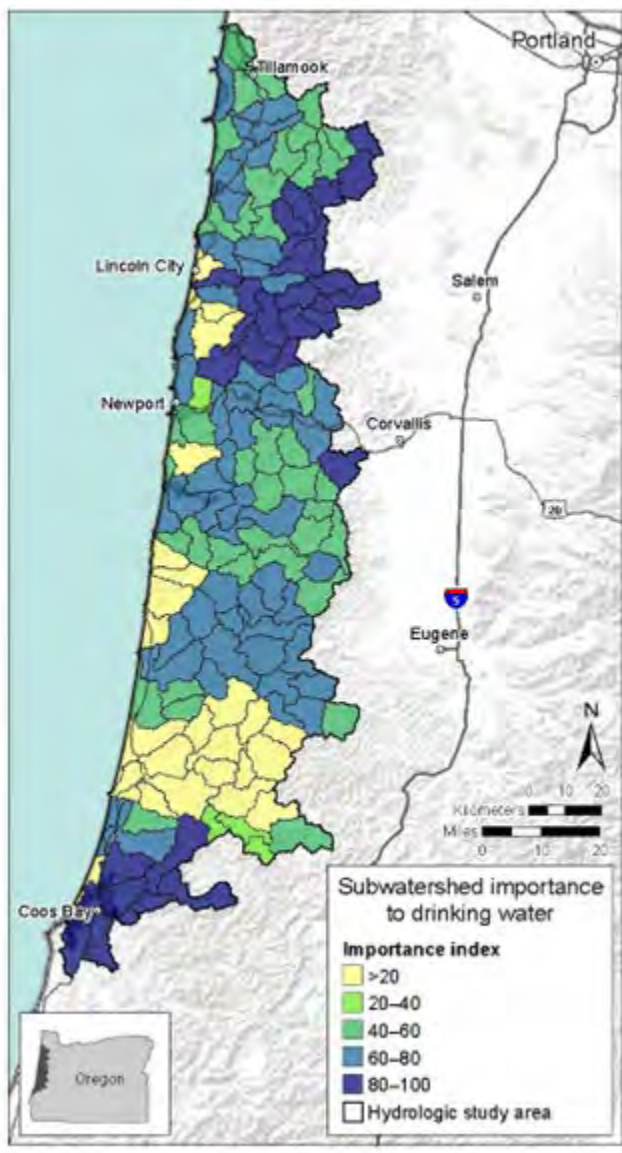 Portland
Tillamook
Lincoln City
Salem
Newport
Corvallis
20
5
Eugene
N
0 10 20
Kilometers
Miles
0 10 20
Coos Bay
Subwatershed importance
to drinking water
Importance index
>20
20–40
40–60
60–80
80–100
Hydrologic study area
Oregon